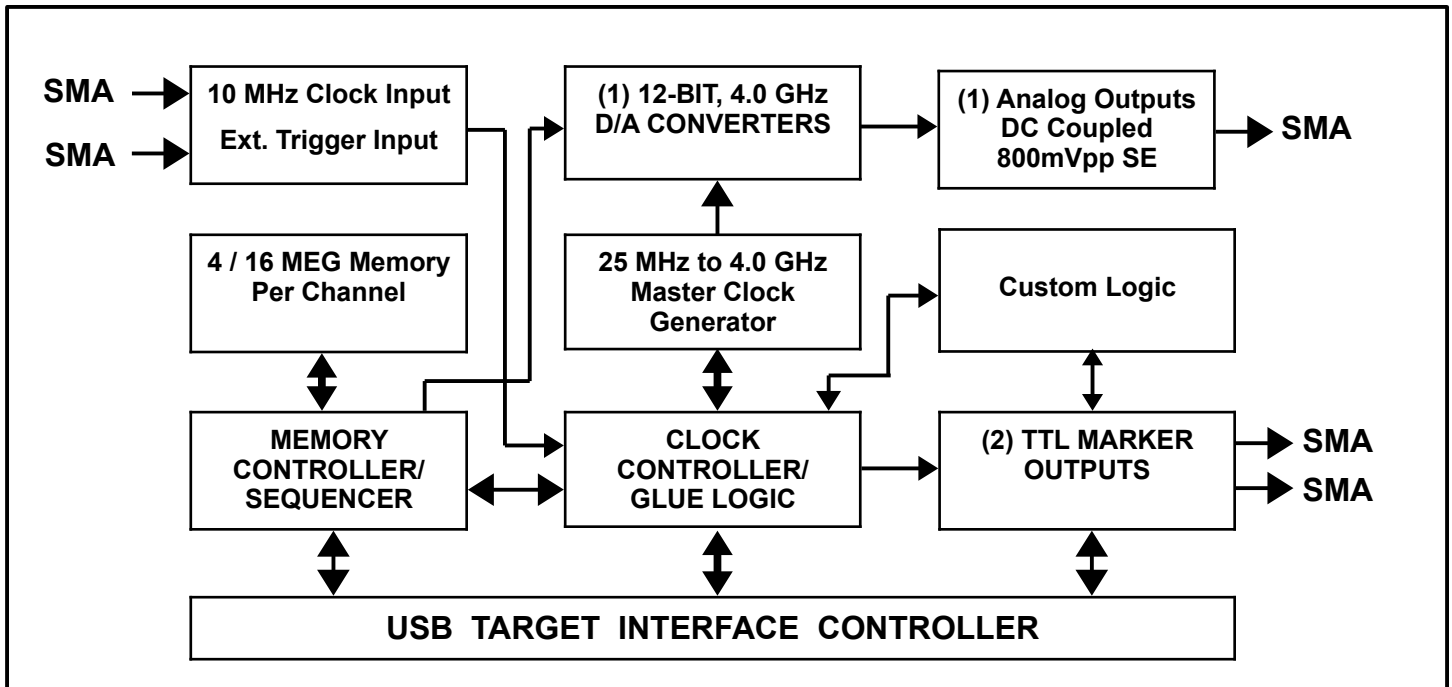 SMA
SMA
10 MHz Clock Input
Ext. Trigger Input
(1) 12-BIT, 4.0 GHz
D/A CONVERTERS
(1) Analog Outputs
DC Coupled
800mVpp SE
SMA
4 / 16 MEG Memory
Per Channel
25 MHz to 4.0 GHz
Master Clock
Generator
Custom Logic
MEMORY
CONTROLLER/
SEQUENCER
CLOCK
CONTROLLER/
GLUE LOGIC
(2) TTL MARKER
OUTPUTS
SMA
SMA
USB TARGET INTERFACE CONTROLLER